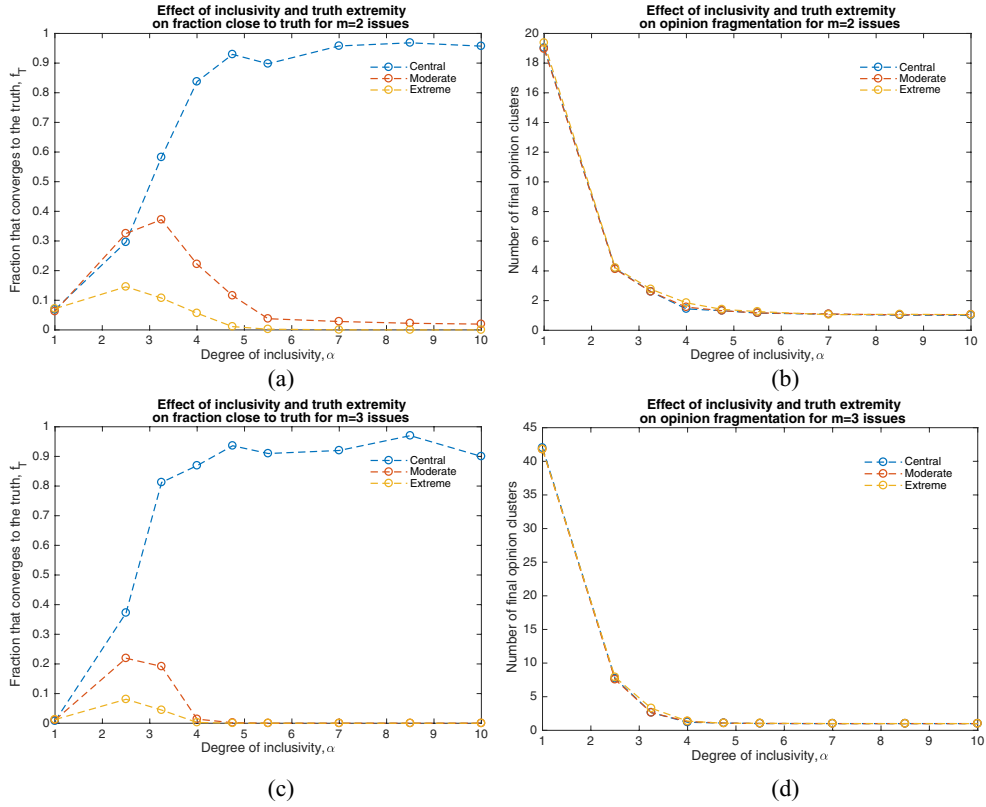 Effect of inclusivity and truth extremity
on fraction close to truth for m=2 issues
Fraction that converges to the truth, f_T
1
0.9
0.8
0.7
0.6
0.5
0.4
0.3
0.2
0.1
0
Central
Moderate
Extreme
1 2 3 4 5 6 7 8 9 10
Degree of inclusivity, α
(a)
Effect of inclusivity and truth extremity
on opinion fragmentation for m=2 issues
Number of final opinion clusters
20
18
16
14
12
10
8
6
4
2
0
Central
Moderate
Extreme
1 2 3 4 5 6 7 8 9 10
Degree of inclusivity, α
(b)
Effect of inclusivity and truth extremity
on fraction close to truth for m=3 issues
Fraction that converges to the truth, f_T
1
0.9
0.8
0.7
0.6
0.5
0.4
0.3
0.2
0.1
0
Central
Moderate
Extreme
1 2 3 4 5 6 7 8 9 10
Degree of inclusivity, α
(c)
Effect of inclusivity and truth extremity
on opinion fragmentation for m=3 issues
Number of final opinion clusters
45
40
35
30
25
20
15
10
5
0
Central
Moderate
Extreme
1 2 3 4 5 6 7 8 9 10
Degree of inclusivity, α
(d)